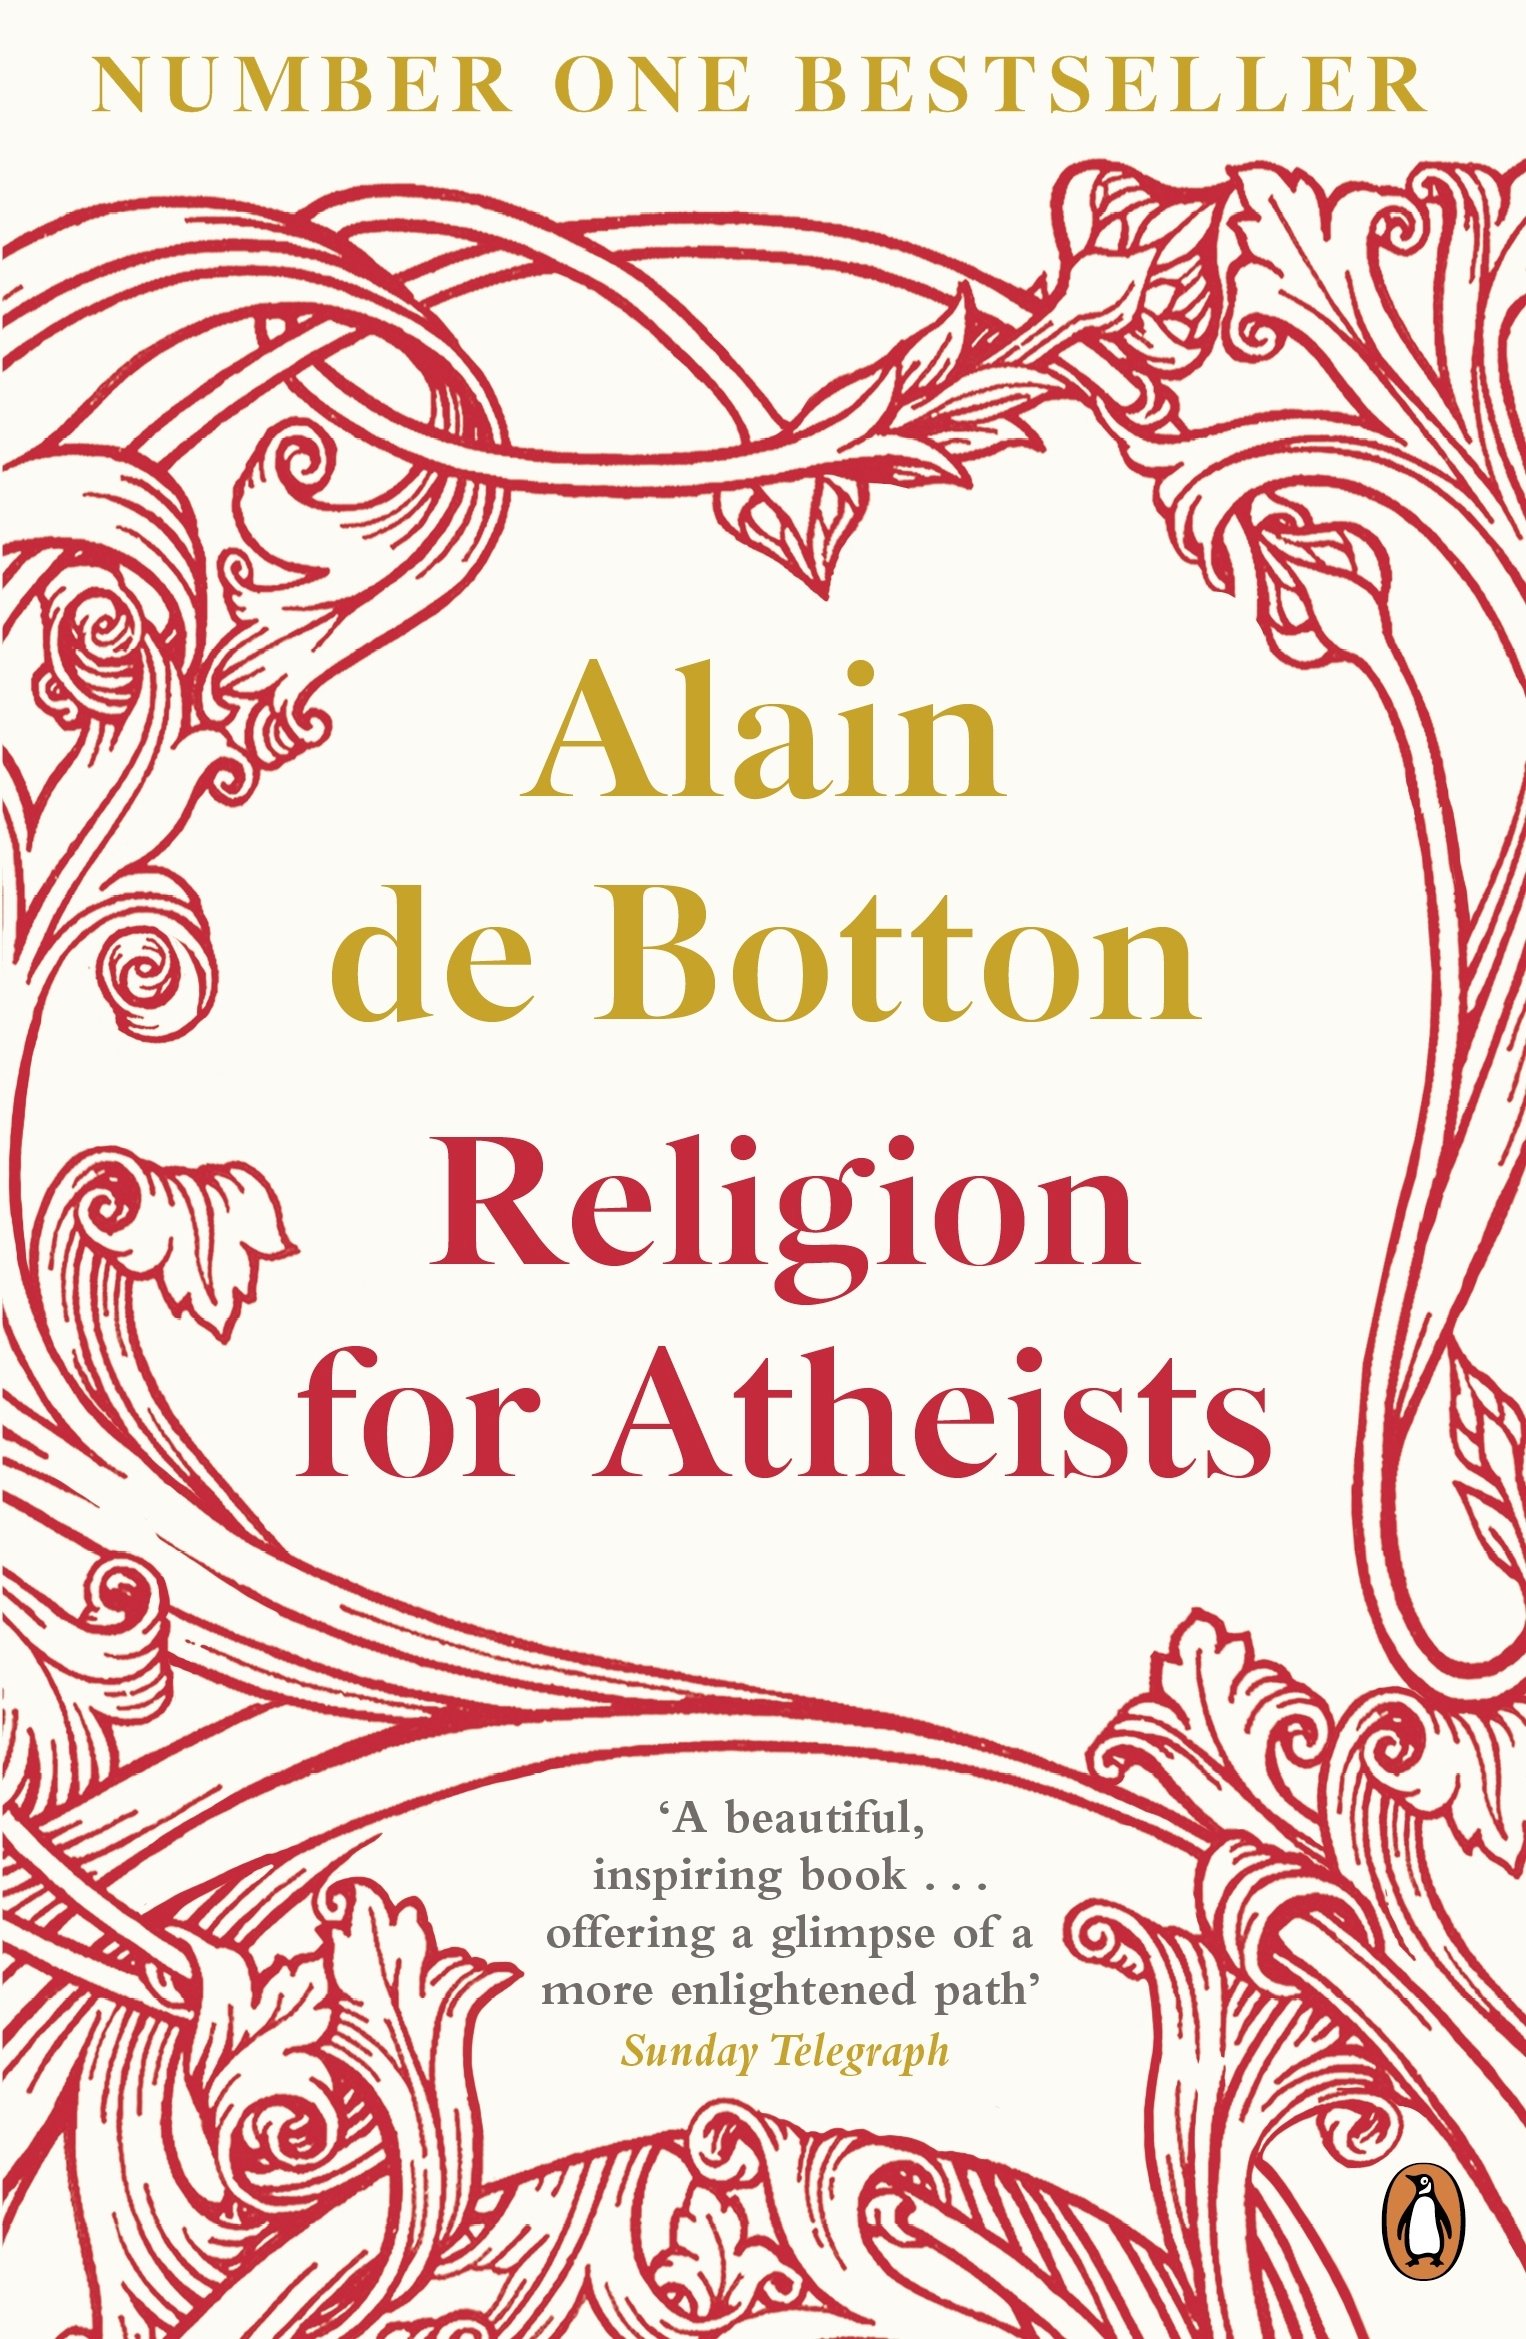 NUMBER ONE BESTSELLER
Alain
de Botton
Religion
for Atheists
‘A beautiful,
inspiring book . . .
offering a glimpse of a
more enlightened path’
Sunday Telegraph